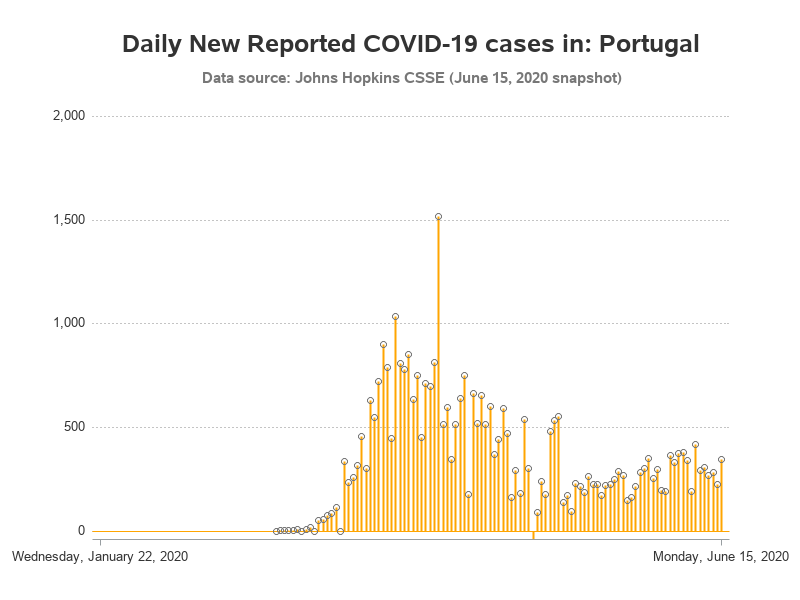 Daily New Reported COVID-19 cases in: Portugal
Data source: Johns Hopkins CSSE (June 15, 2020 snapshot)
2,000
1,500
1,000
500
0
Wednesday, January 22, 2020 Monday, June 15, 2020